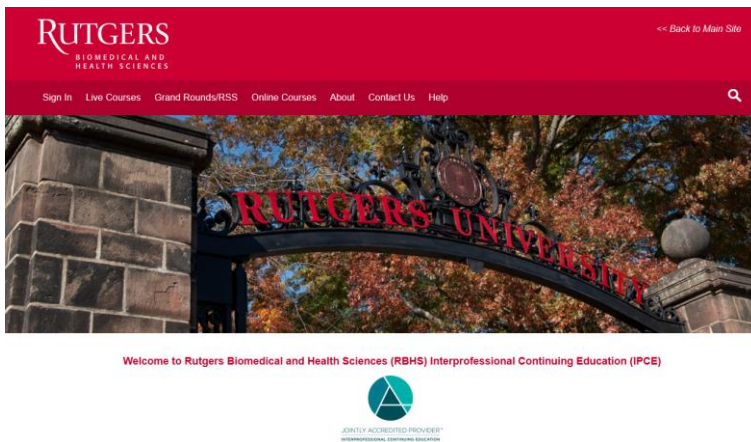 RUTGERS
BIOMEDICAL AND
HEALTH SCIENCES
<< Back to Main Site
Sign In Live Courses Grand Rounds/RSS Online Courses About Contact Us Help
RUTGERS UNIVERSITY
Welcome to Rutgers Biomedical and Health Sciences (RBHS) Interprofessional Continuing Education (IPCE)
JOINTLY ACCREDITED PROVIDER™
INTERPROFESSIONAL CONTINUING EDUCATION